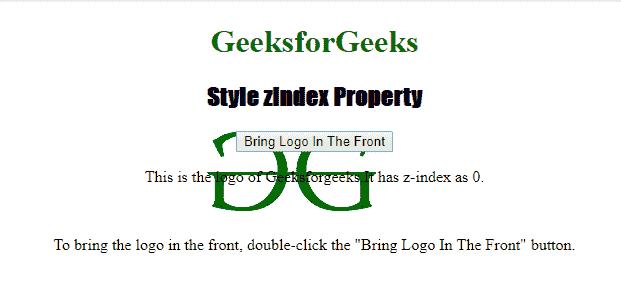 GeeksforGeeks
Style zIndex Property
Bring Logo In The Front
This is the logo of Geeksforgeeks.It has z-index as 0.
To bring the logo in the front, double-click the "Bring Logo In The Front" button.